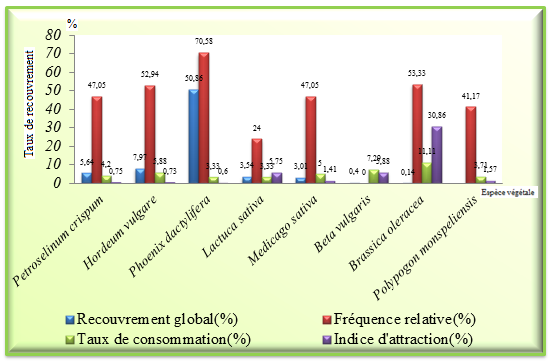 %
Taux de recouvrement
80
70
60
50
40
30
20
10
0
5,64 47,05 4,2 0,75
7,97 52,94 5,88 0,73
50,86 70,58 3,33 0,6
3,54 24 3,33 5,75
3,01 47,05 5 1,41
0,4 0 7,29 5,88
0,14 53,33 11,11 30,86
41,17 3,71 1,57
Espèce végétale
Petroselinum crispum
Hordeum vulgare
Phoenix dactylifera
Lactuca sativa
Medicago sativa
Beta vulgaris
Brassica oleracea
Polypogon monspeliensis
Recouvrement global(%) Fréquence relative(%)
Taux de consommation(%) Indice d'attraction(%)